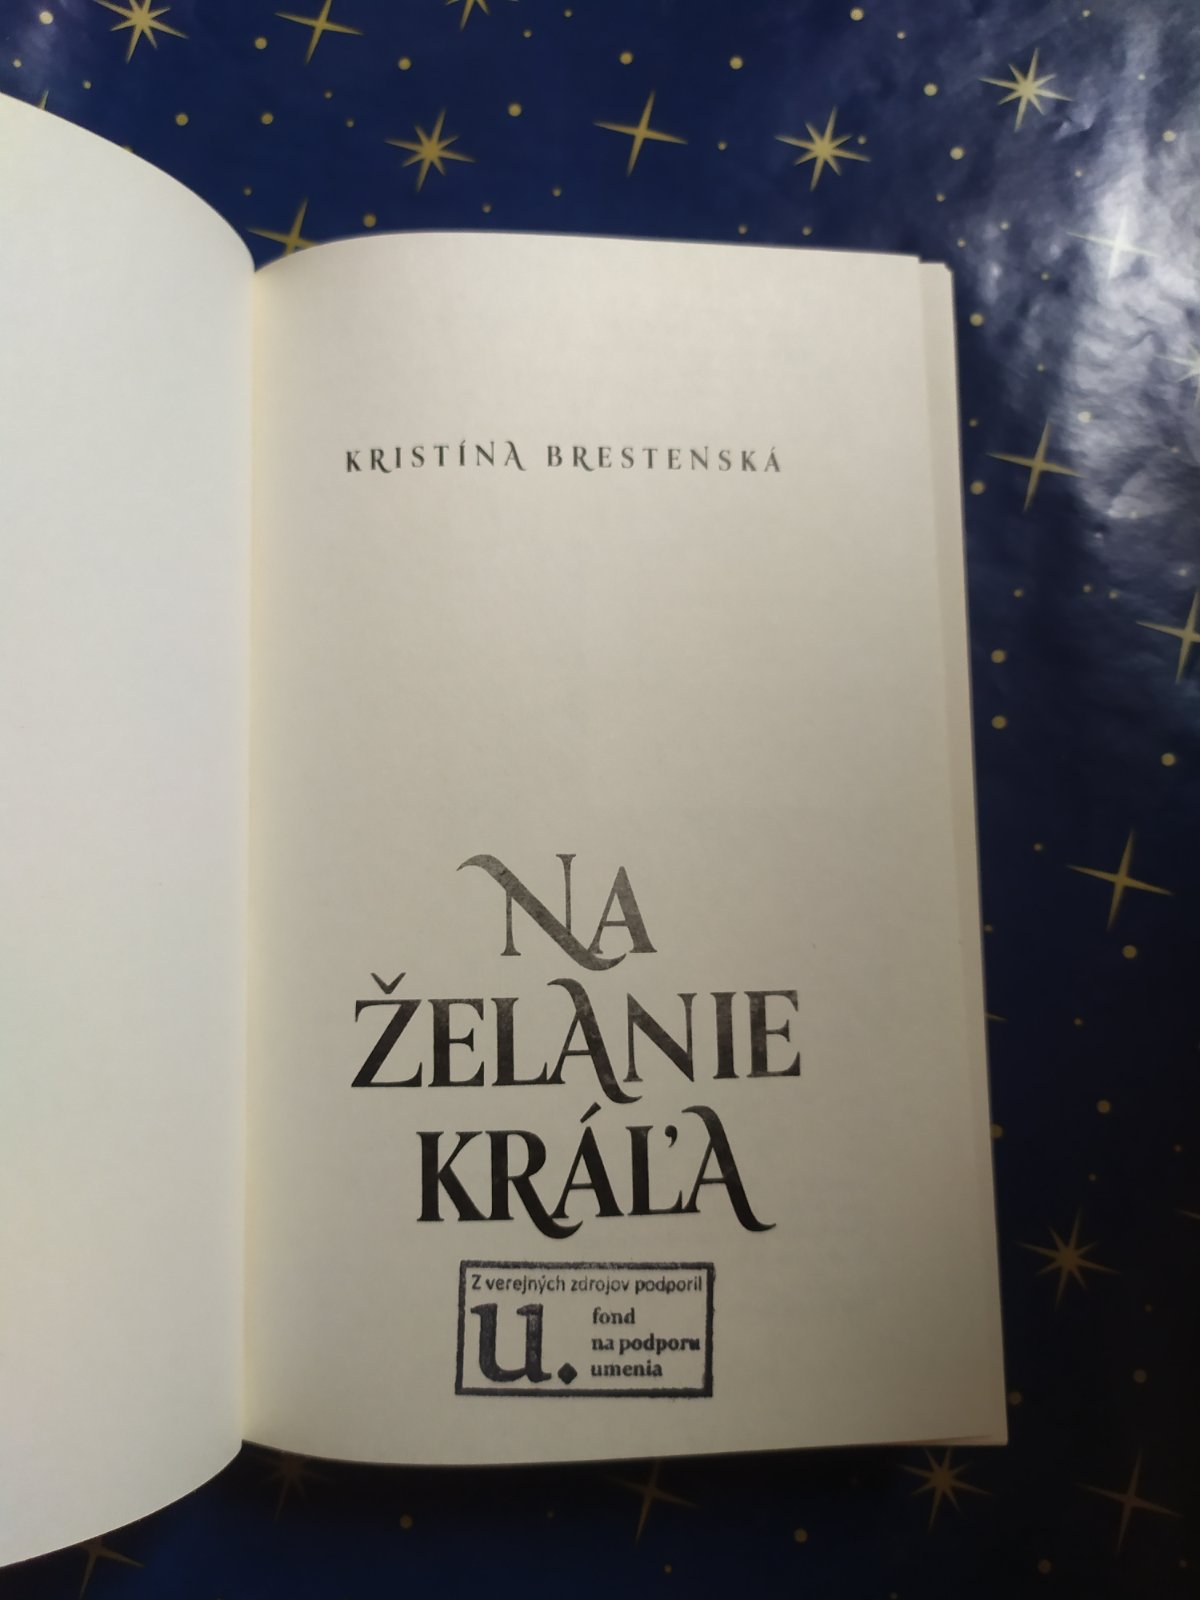 KRISTÍNA BRESTENSKÁ
NA
ŽELANIE
KRÁĽA
Z verejných zdrojov podporil
u. fond
na podporu
umenia